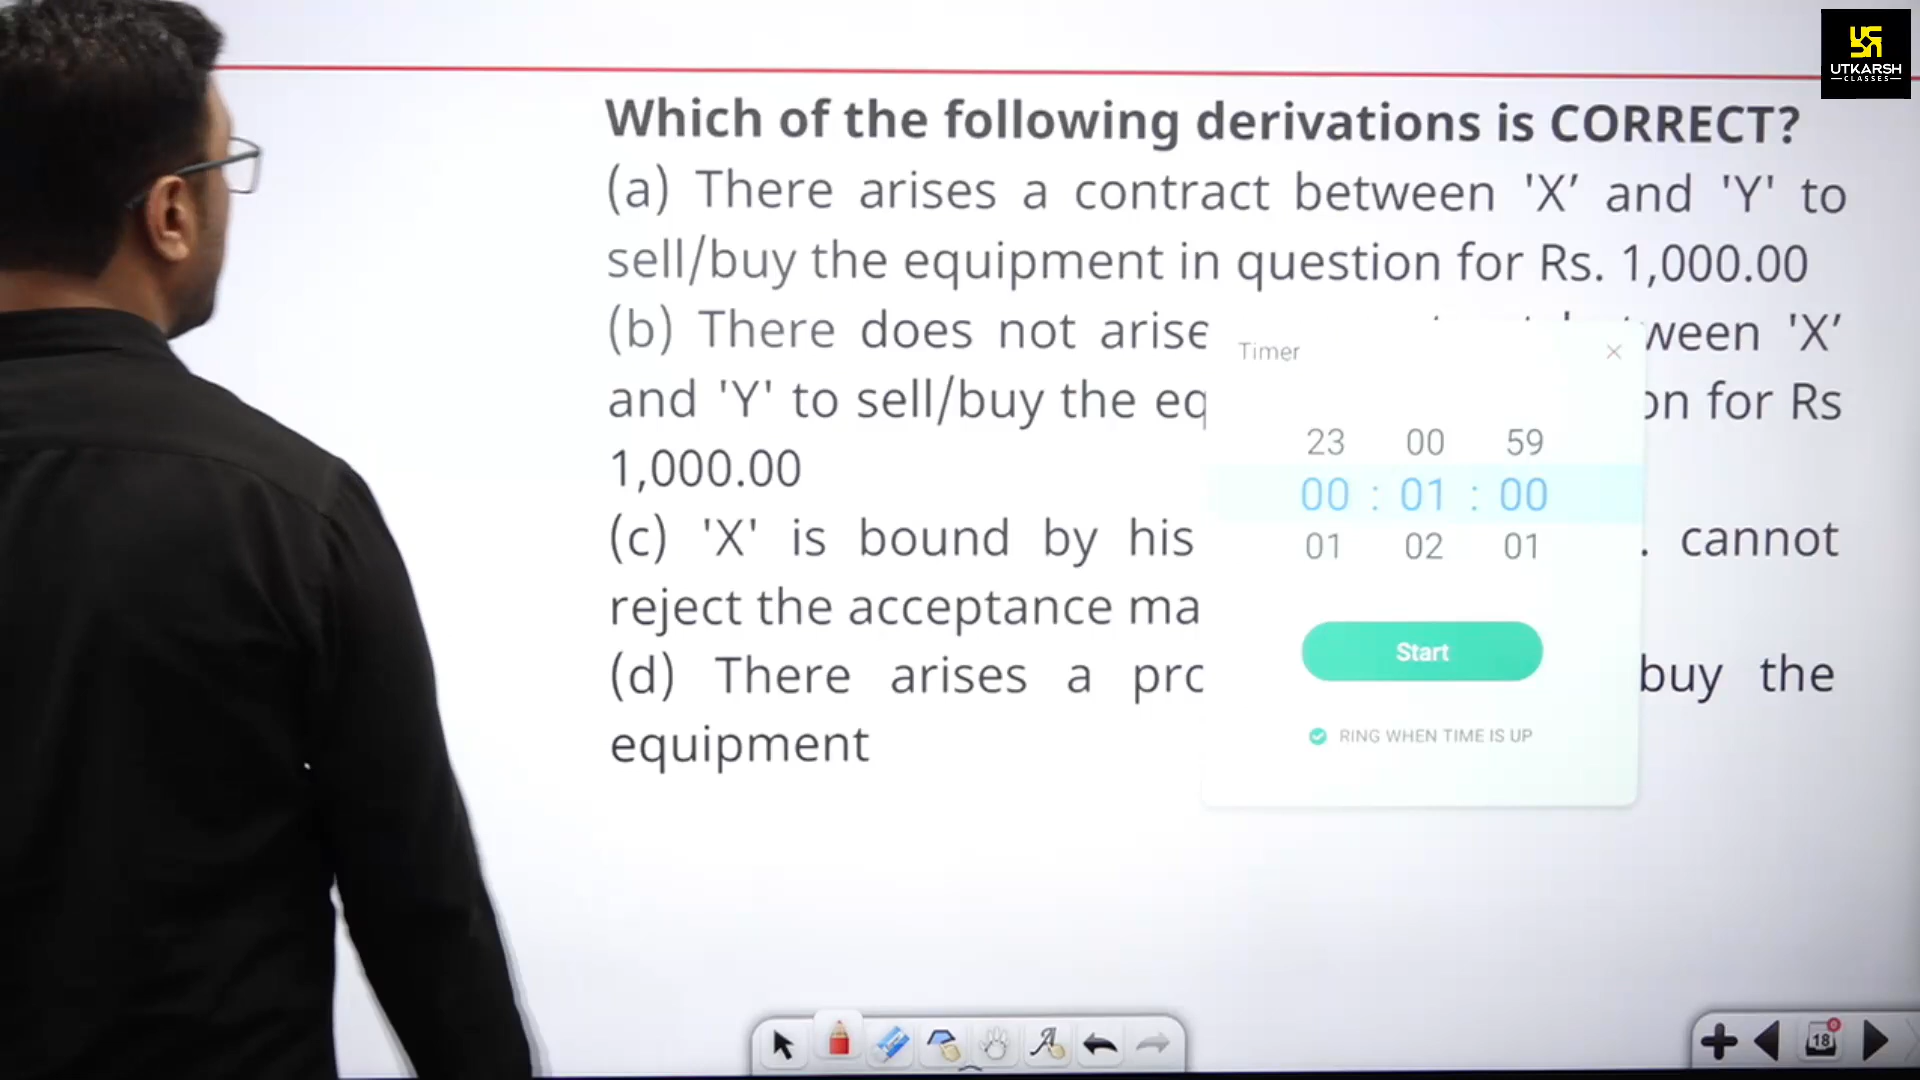 UTKARSH
CLASSES
Which of the following derivations is CORRECT?
(a) There arises a contract between 'X’ and 'Y' to
sell/buy the equipment in question for Rs. 1,000.00
(b) There does not arise ween 'X’
and 'Y' to sell/buy the eq on for Rs
1,000.00
(c) 'X' is bound by his . cannot
reject the acceptance ma
(d) There arises a pro buy the
equipment
Timer
23 00 59
00 : 01 : 00
01 02 01
Start
RING WHEN TIME IS UP
18